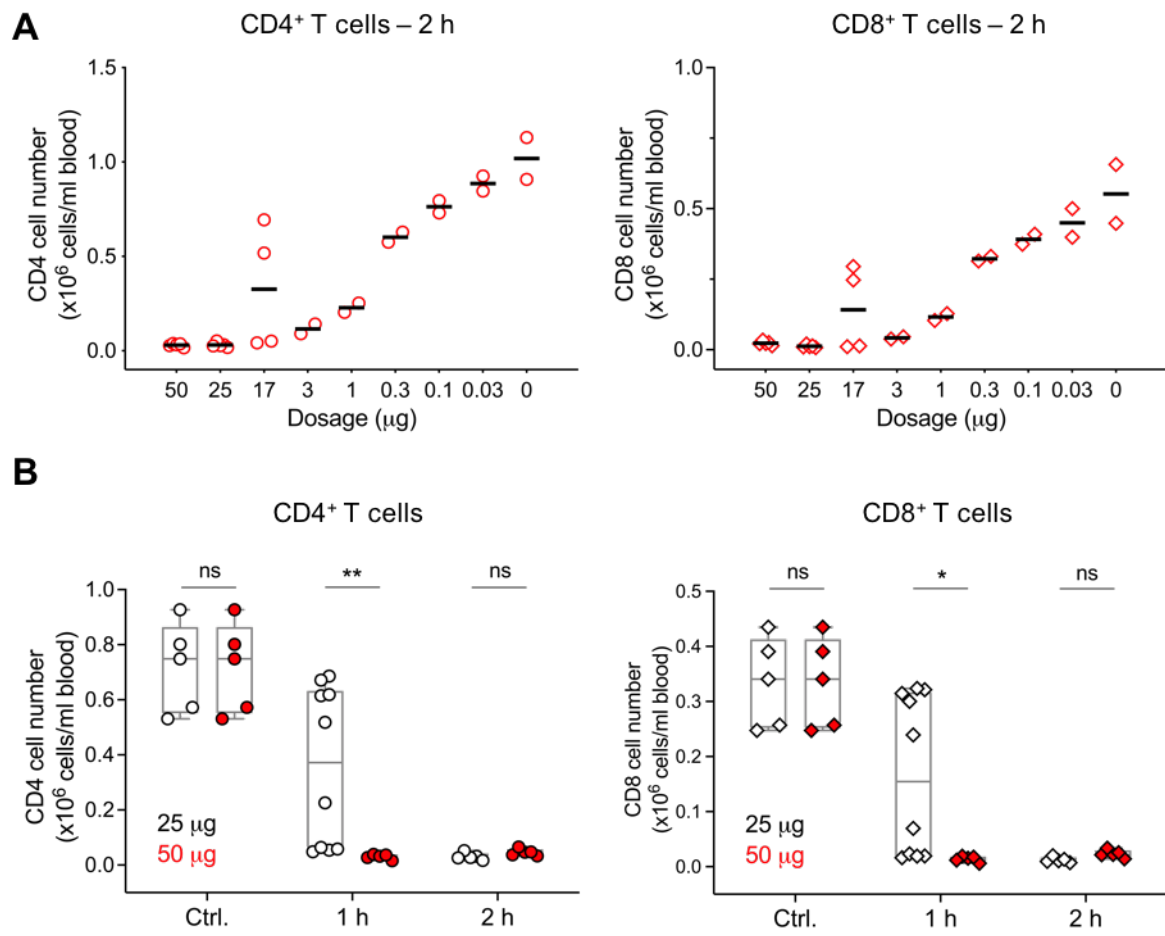 A
CD4⁺ T cells – 2 h
CD4 cell number
(x10⁶ cells/ml blood)
1.5
1.0
0.5
0.0
50 25 17 3 1 0.3 0.1 0.03 0
Dosage (μg)
CD8⁺ T cells – 2 h
CD8 cell number
(x10⁶ cells/ml blood)
1.0
0.5
0.0
50 25 17 3 1 0.3 0.1 0.03 0
Dosage (μg)
B
CD4⁺ T cells
CD4 cell number
(x10⁶ cells/ml blood)
1.0
0.8
0.6
0.4
0.2
0.0
ns
**
ns
25 μg
50 μg
Ctrl. 1 h 2 h
CD8⁺ T cells
CD8 cell number
(x10⁶ cells/ml blood)
0.5
0.4
0.3
0.2
0.1
0.0
ns
*
ns
25 μg
50 μg
Ctrl. 1 h 2 h